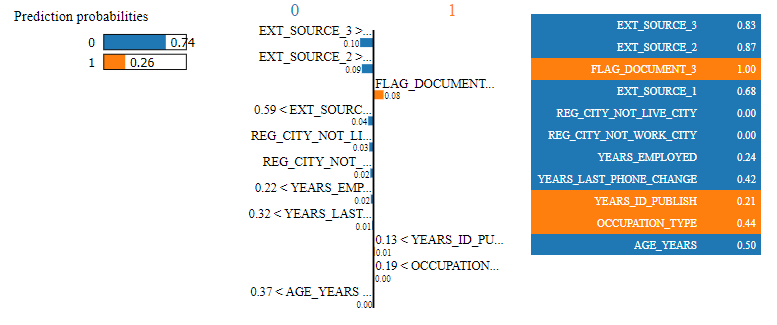 Prediction probabilities
0 0.74
1 0.26
0 1
EXT_SOURCE_3 >...
0.10
EXT_SOURCE_2 >...
0.09
FLAG_DOCUMENT...
0.08
0.59 < EXT_SOURC...
0.04
REG_CITY_NOT_LI...
0.03
REG_CITY_NOT_...
0.02
0.22 < YEARS_EMP...
0.02
0.32 < YEARS_LAST...
0.01
0.13 < YEARS_ID_PU...
0.01
0.19 < OCCUPATION...
0.00
0.37 < AGE_YEARS ...
0.00
EXT_SOURCE_3 0.83
EXT_SOURCE_2 0.87
FLAG_DOCUMENT_3 1.00
EXT_SOURCE_1 0.68
REG_CITY_NOT_LIVE_CITY 0.00
REG_CITY_NOT_WORK_CITY 0.00
YEARS_EMPLOYED 0.24
YEARS_LAST_PHONE_CHANGE 0.42
YEARS_ID_PUBLISH 0.21
OCCUPATION_TYPE 0.44
AGE_YEARS 0.50